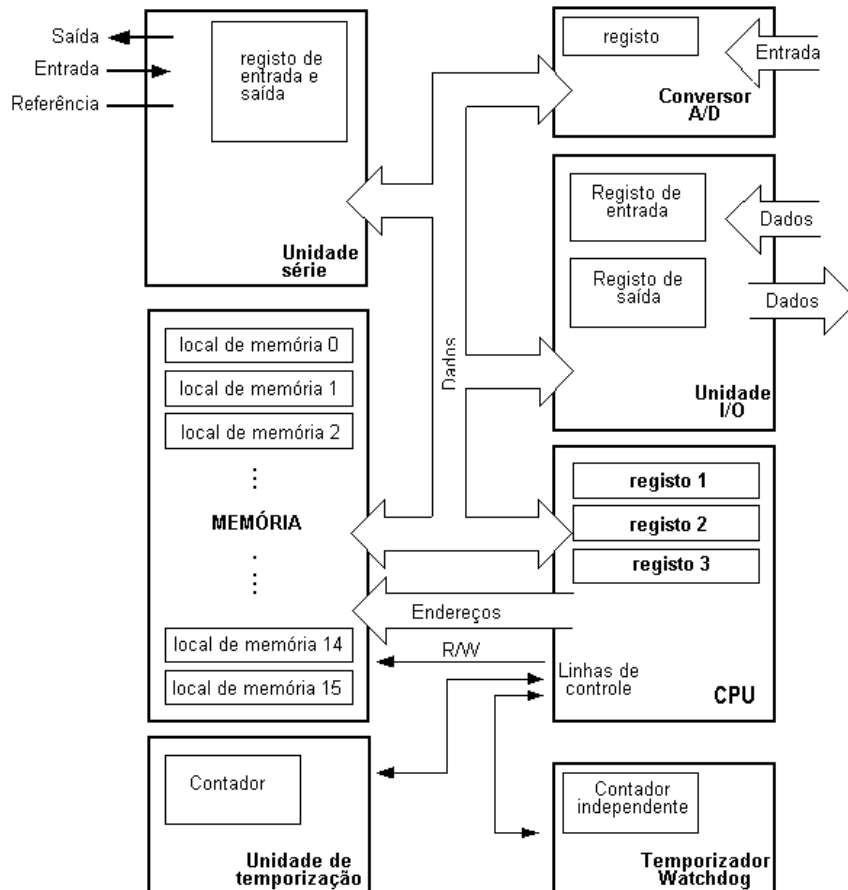 Saída
Entrada
Referência
registo de
entrada e
saída
Unidade
série
registo
Entrada
Conversor
A/D
Registo de
entrada
Dados
Registo de
saída
Dados
Unidade
I/O
Dados
local de memória 0
local de memória 1
local de memória 2
MEMÓRIA
local de memória 14
local de memória 15
registo 1
registo 2
registo 3
Endereços
R/W
Linhas de
controle
CPU
Contador
Unidade de
temporização
Contador
independente
Temporizador
Watchdog